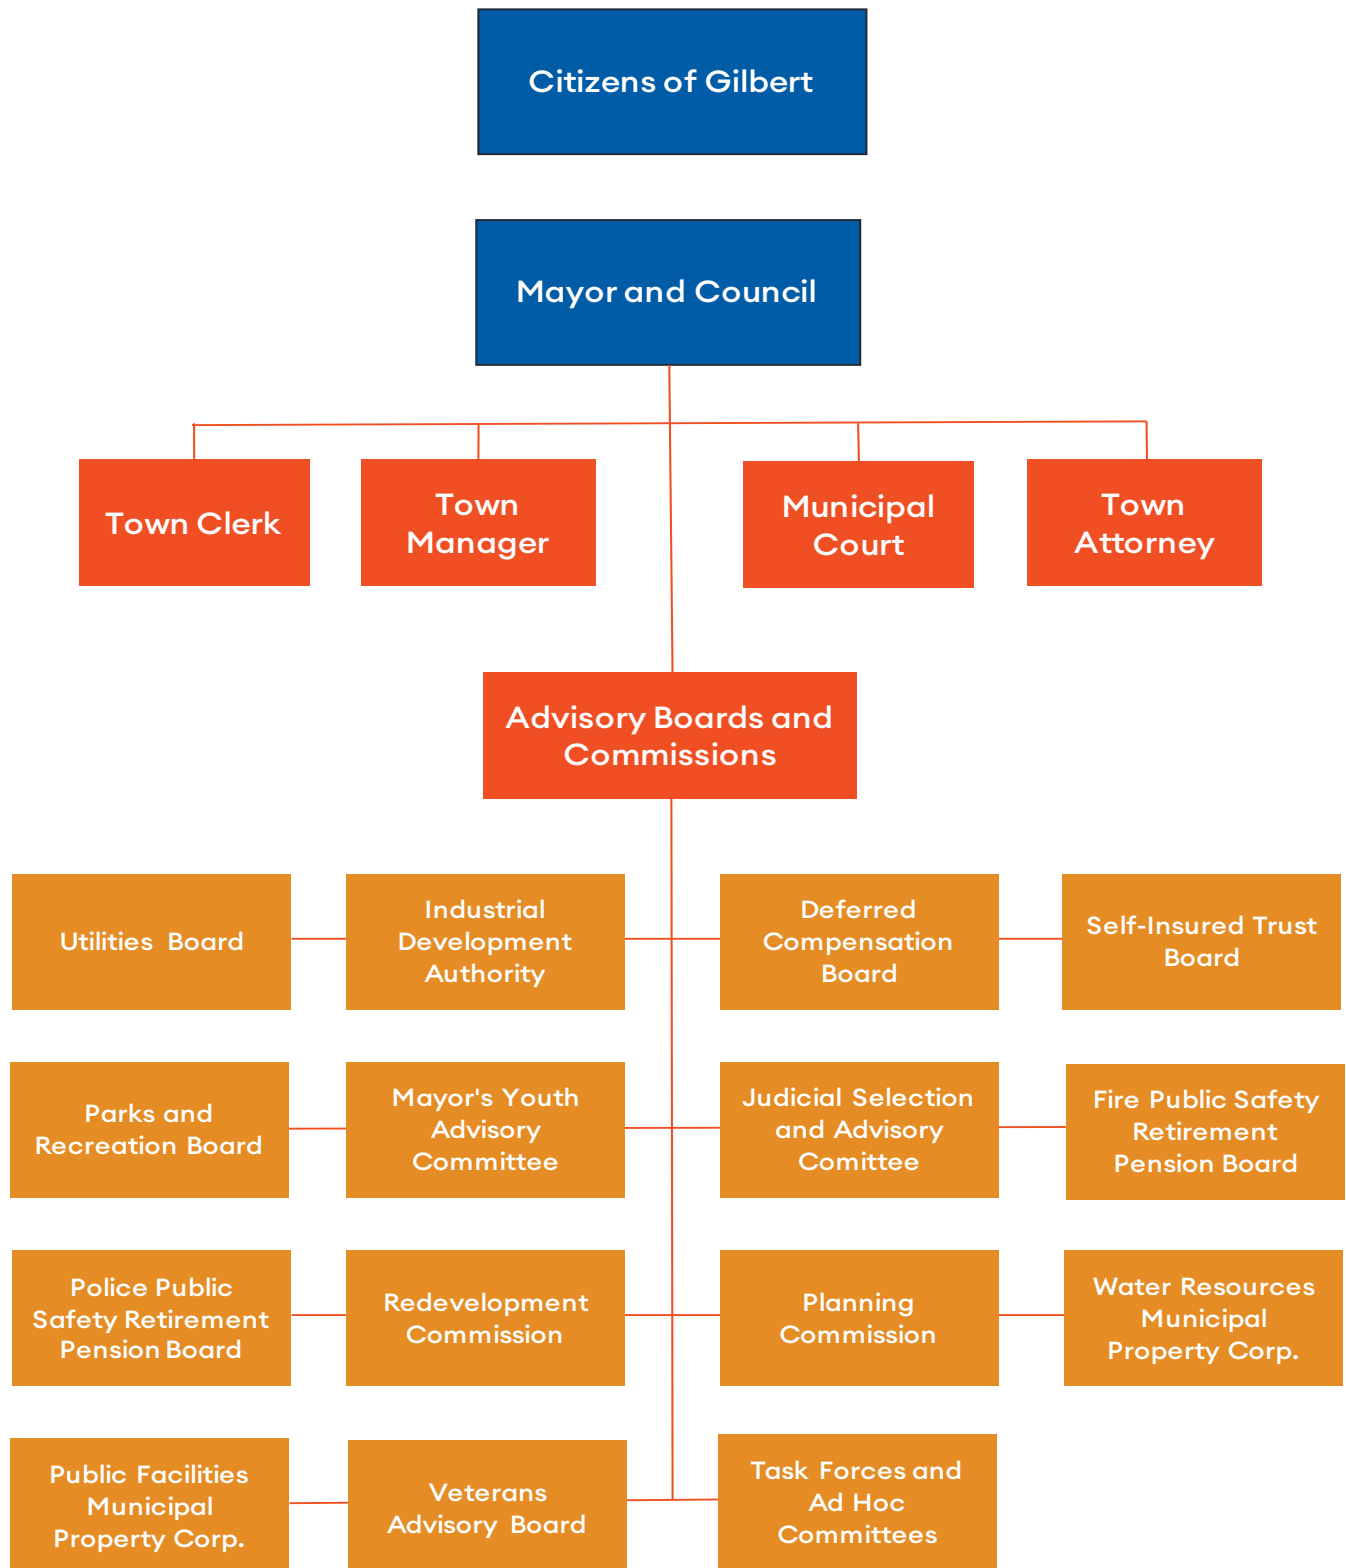 Citizens of Gilbert
Mayor and Council
Town Clerk
Town
Manager
Municipal
Court
Town
Attorney
Advisory Boards and
Commissions
Utilities Board
Industrial
Development
Authority
Deferred
Compensation
Board
Self-Insured Trust
Board
Parks and
Recreation Board
Mayor's Youth
Advisory
Committee
Judicial Selection
and Advisory
Comittee
Fire Public Safety
Retirement
Pension Board
Police Public
Safety Retirement
Pension Board
Redevelopment
Commission
Planning
Commission
Water Resources
Municipal
Property Corp.
Public Facilities
Municipal
Property Corp.
Veterans
Advisory Board
Task Forces and
Ad Hoc
Committees